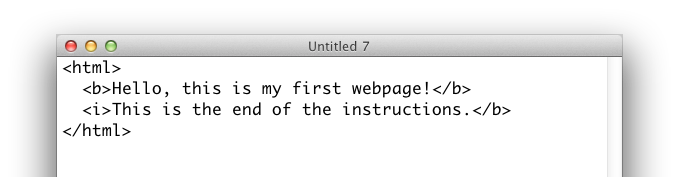 Untitled 7
<html>
<b>Hello, this is my first webpage!</b>
<i>This is the end of the instructions.</b>
</html>